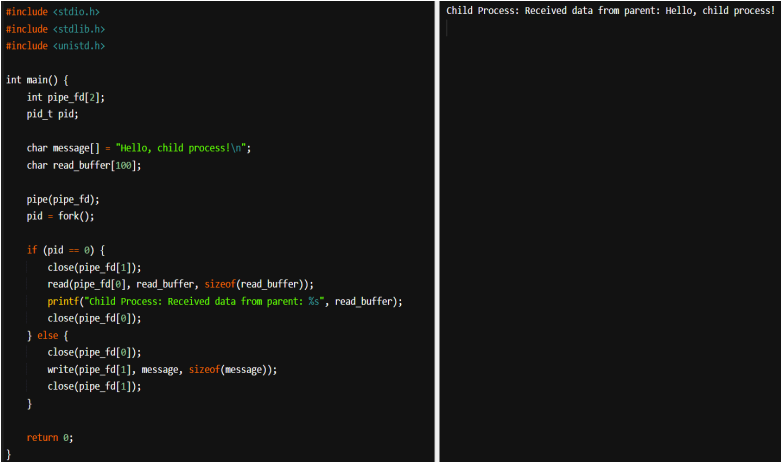 #include <stdio.h>
#include <stdlib.h>
#include <unistd.h>
int main() {
int pipe_fd[2];
pid_t pid;
char message[] = "Hello, child process!\n";
char read_buffer[100];
pipe(pipe_fd);
pid = fork();
if (pid == 0) {
close(pipe_fd[1]);
read(pipe_fd[0], read_buffer, sizeof(read_buffer));
printf("Child Process: Received data from parent: %s", read_buffer);
close(pipe_fd[0]);
} else {
close(pipe_fd[0]);
write(pipe_fd[1], message, sizeof(message));
close(pipe_fd[1]);
}
return 0;
}
Child Process: Received data from parent: Hello, child process!